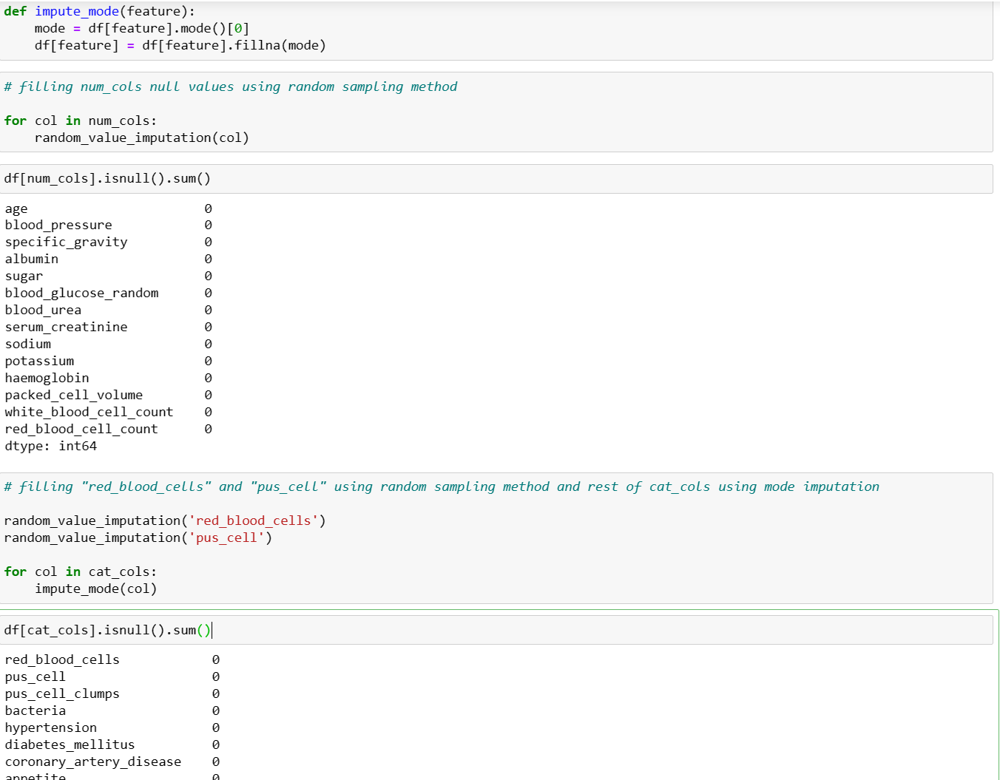 def impute_mode(feature):
    mode = df[feature].mode()[0]
    df[feature] = df[feature].fillna(mode)
# filling num_cols null values using random sampling method
for col in num_cols:
    random_value_imputation(col)
df[num_cols].isnull().sum()
age 0
blood_pressure 0
specific_gravity 0
albumin 0
sugar 0
blood_glucose_random 0
blood_urea 0
serum_creatinine 0
sodium 0
potassium 0
haemoglobin 0
packed_cell_volume 0
white_blood_cell_count 0
red_blood_cell_count 0
dtype: int64
# filling "red_blood_cells" and "pus_cell" using random sampling method and rest of cat_cols using mode imputation
random_value_imputation('red_blood_cells')
random_value_imputation('pus_cell')
for col in cat_cols:
    impute_mode(col)
df[cat_cols].isnull().sum()
red_blood_cells 0
pus_cell 0
pus_cell_clumps 0
bacteria 0
hypertension 0
diabetes_mellitus 0
coronary_artery_disease 0
appetite 0